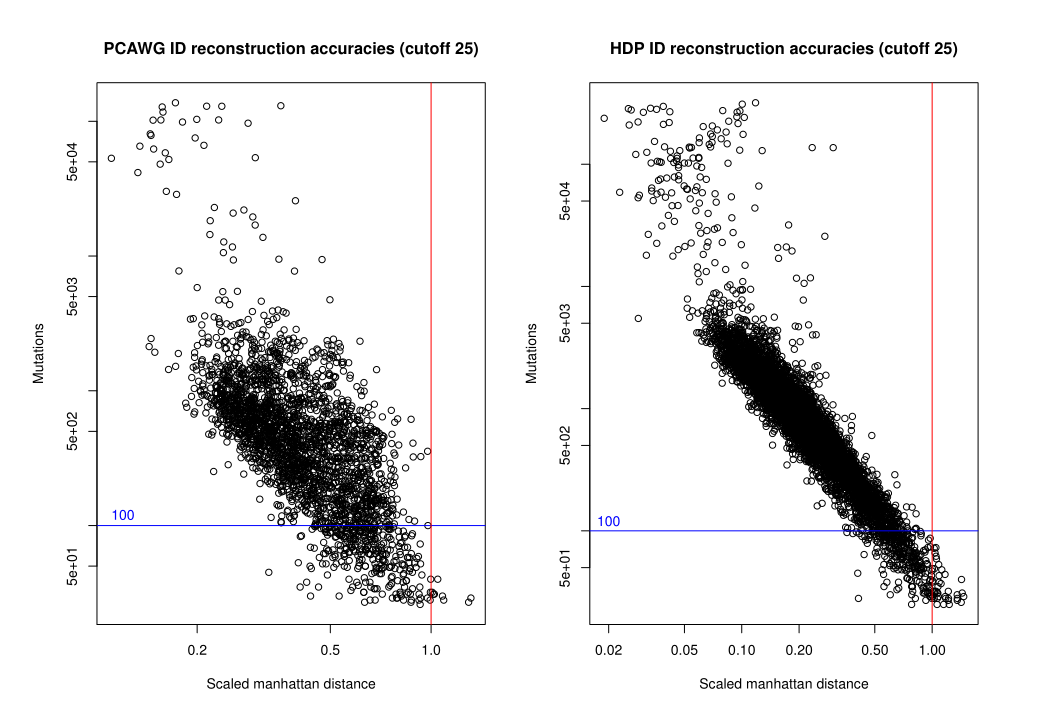 PCAWG ID reconstruction accuracies (cutoff 25)
Mutations
5e+04
5e+03
5e+02
5e+01
100
0.2 0.5 1.0
Scaled manhattan distance
HDP ID reconstruction accuracies (cutoff 25)
Mutations
5e+04
5e+03
5e+02
5e+01
100
0.02 0.05 0.10 0.20 0.50 1.00
Scaled manhattan distance